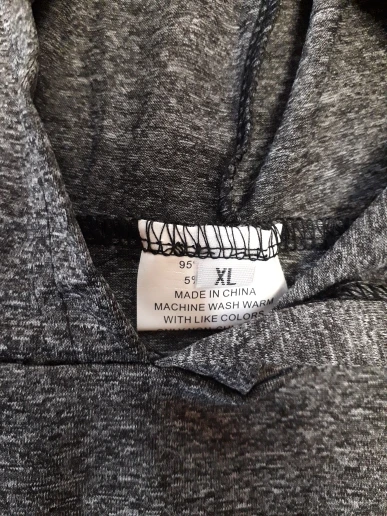 95
5
XL
MADE IN CHINA
MACHINE WASH WARM
WITH LIKE COLORS